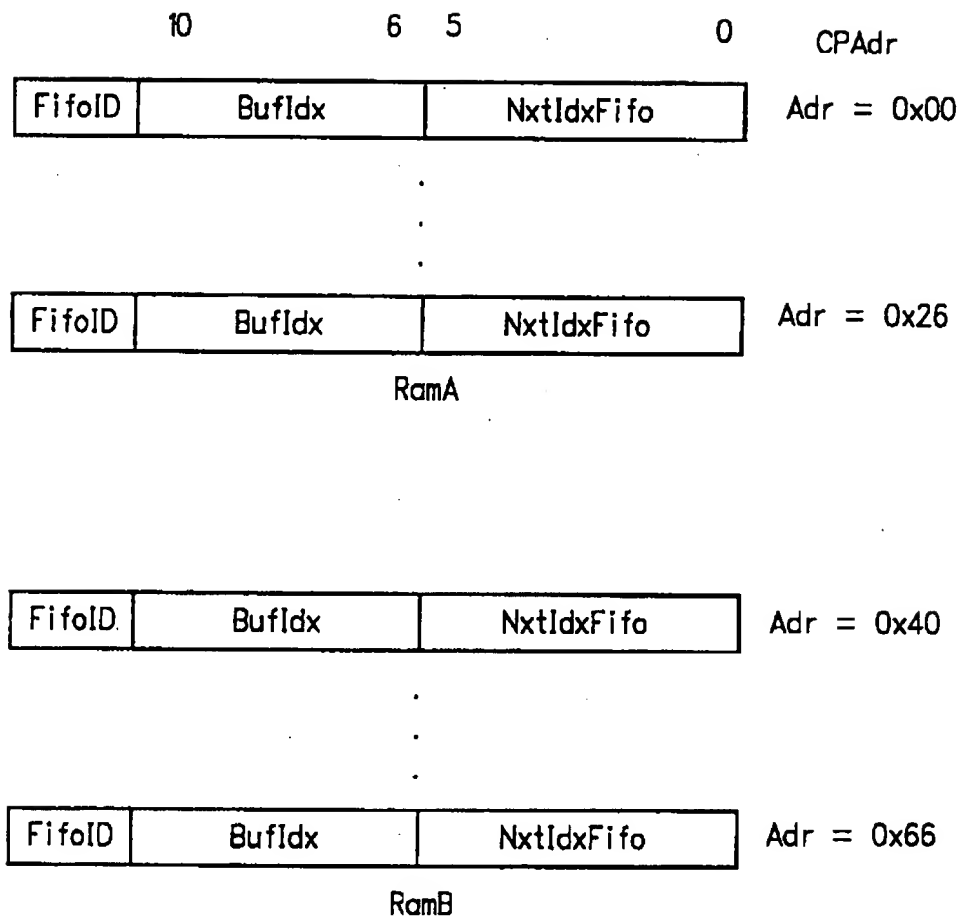 10 6 5 0 CPAdr
FifoID BufIdx NxtIdxFifo Adr = 0x00
FifoID BufIdx NxtIdxFifo Adr = 0x26
RamA
FifoID BufIdx NxtIdxFifo Adr = 0x40
FifoID BufIdx NxtIdxFifo Adr = 0x66
RamB